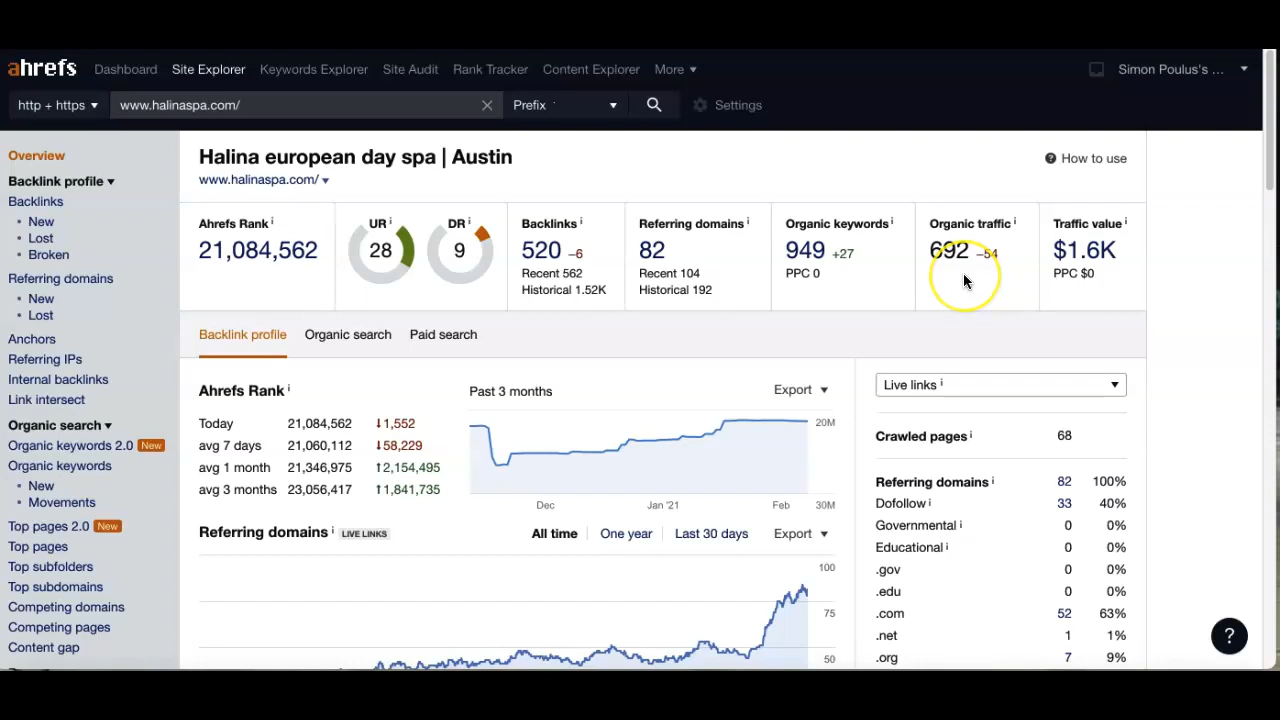 ahrefs Dashboard Site Explorer Keywords Explorer Site Audit Rank Tracker Content Explorer More Simon Poulus's ...
http + https www.halinaspa.com/ Prefix Settings
Overview
Backlink profile
Backlinks
New
Lost
Broken
Referring domains
New
Lost
Anchors
Referring IPs
Internal backlinks
Link intersect
Organic search
Organic keywords 2.0 New
Organic keywords
New
Movements
Top pages 2.0 New
Top pages
Top subfolders
Top subdomains
Competing domains
Competing pages
Content gap
Halina european day spa | Austin
How to use
www.halinaspa.com/
Ahrefs Rank i
21,084,562
UR i
28
DR i
9
Backlinks i
520 –6
Recent 562
Historical 1.52K
Referring domains i
82
Recent 104
Historical 192
Organic keywords i
949 +27
PPC 0
Organic traffic i
692 –54
Traffic value i
$1.6K
PPC $0
Backlink profile Organic search Paid search
Ahrefs Rank i
Today 21,084,562 ↓1,552
avg 7 days 21,060,112 ↓58,229
avg 1 month 21,346,975 ↑2,154,495
avg 3 months 23,056,417 ↑1,841,735
Past 3 months Export
20M
Dec Jan '21 Feb 30M
Referring domains i LIVE LINKS All time One year Last 30 days Export
100
75
50
Live links i
Crawled pages i 68
Referring domains i 82 100%
Dofollow i 33 40%
Governmental i 0 0%
Educational i 0 0%
.gov 0 0%
.edu 0 0%
.com 52 63%
.net 1 1%
.org 7 9%
?